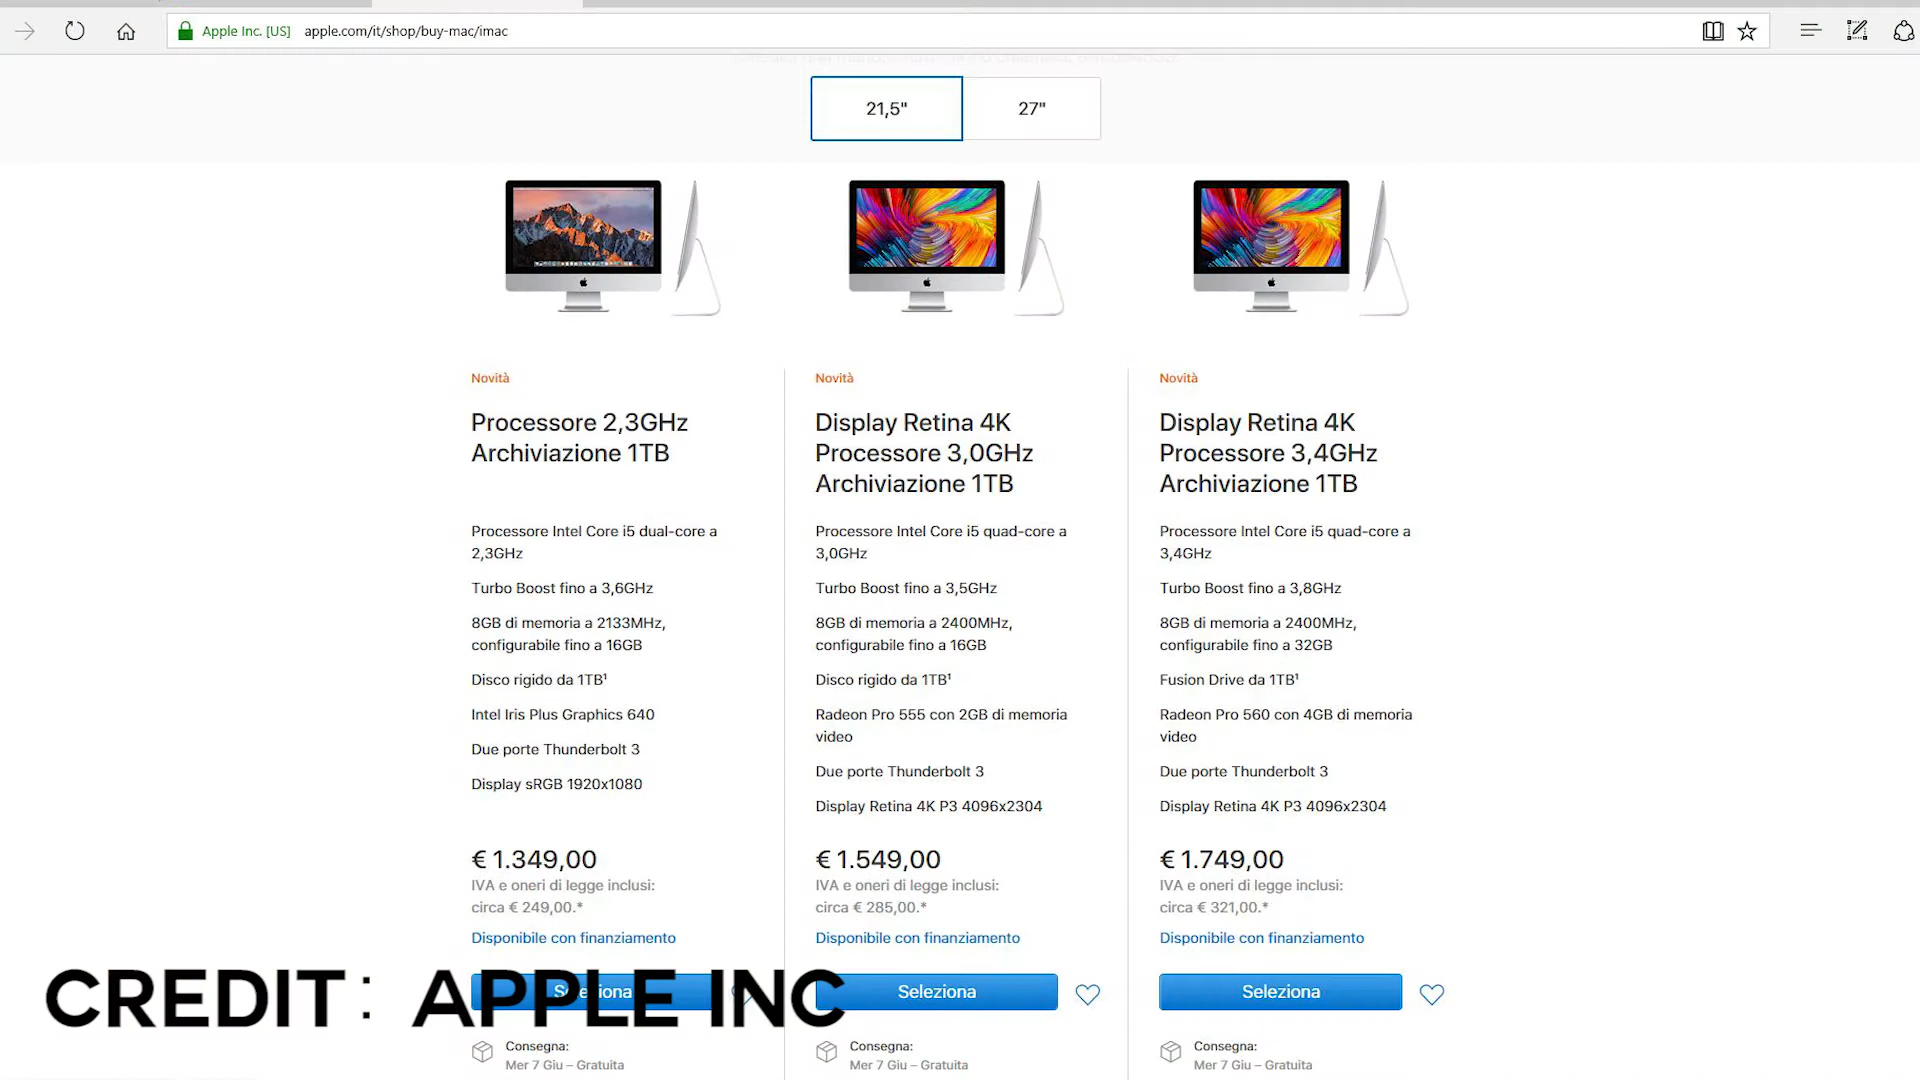 Apple Inc. [US] apple.com/it/shop/buy-mac/imac
21,5" 27"
Novità
Processore 2,3GHz
Archiviazione 1TB
Processore Intel Core i5 dual-core a
2,3GHz
Turbo Boost fino a 3,6GHz
8GB di memoria a 2133MHz,
configurabile fino a 16GB
Disco rigido da 1TB¹
Intel Iris Plus Graphics 640
Due porte Thunderbolt 3
Display sRGB 1920x1080
€ 1.349,00
IVA e oneri di legge inclusi:
circa € 249,00.*
Disponibile con finanziamento
Seleziona
Consegna:
Mer 7 Giu – Gratuita
Novità
Display Retina 4K
Processore 3,0GHz
Archiviazione 1TB
Processore Intel Core i5 quad-core a
3,0GHz
Turbo Boost fino a 3,5GHz
8GB di memoria a 2400MHz,
configurabile fino a 16GB
Disco rigido da 1TB¹
Radeon Pro 555 con 2GB di memoria
video
Due porte Thunderbolt 3
Display Retina 4K P3 4096x2304
€ 1.549,00
IVA e oneri di legge inclusi:
circa € 285,00.*
Disponibile con finanziamento
Seleziona
Consegna:
Mer 7 Giu – Gratuita
Novità
Display Retina 4K
Processore 3,4GHz
Archiviazione 1TB
Processore Intel Core i5 quad-core a
3,4GHz
Turbo Boost fino a 3,8GHz
8GB di memoria a 2400MHz,
configurabile fino a 32GB
Fusion Drive da 1TB¹
Radeon Pro 560 con 4GB di memoria
video
Due porte Thunderbolt 3
Display Retina 4K P3 4096x2304
€ 1.749,00
IVA e oneri di legge inclusi:
circa € 321,00.*
Disponibile con finanziamento
Seleziona
Consegna:
Mer 7 Giu – Gratuita
CREDIT: APPLE INC